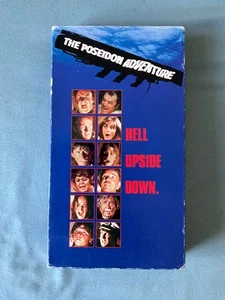 THE POSEIDON ADVENTURE
HELL
UPSIDE
DOWN.